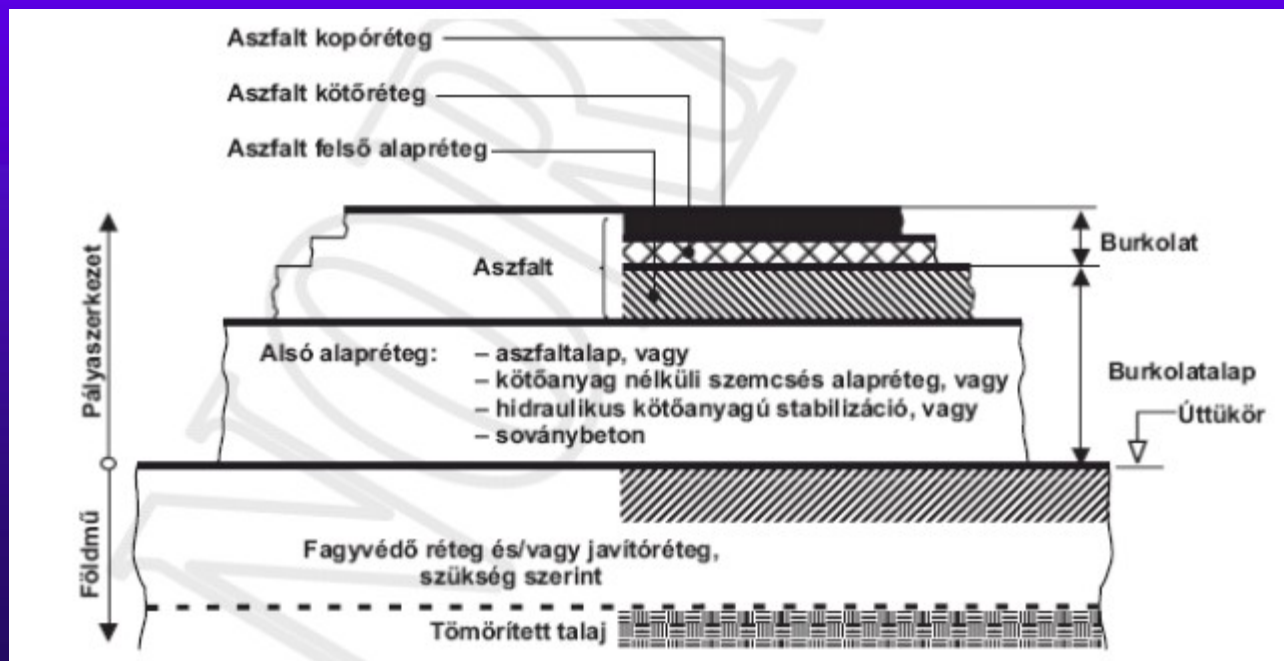 Aszfalt kopóréteg
Aszfalt kötőréteg
Aszfalt felső alapréteg
Aszfalt
Burkolat
Pályaszerkezet
Alsó alapréteg: – aszfaltalap, vagy
– kötőanyag nélküli szemcsés alapréteg, vagy
– hidraulikus kötőanyagú stabilizáció, vagy
– soványbeton
Burkolatalap
Úttükör
Földmű
Fagyvédő réteg és/vagy javítóréteg,
szükség szerint
Tömörített talaj